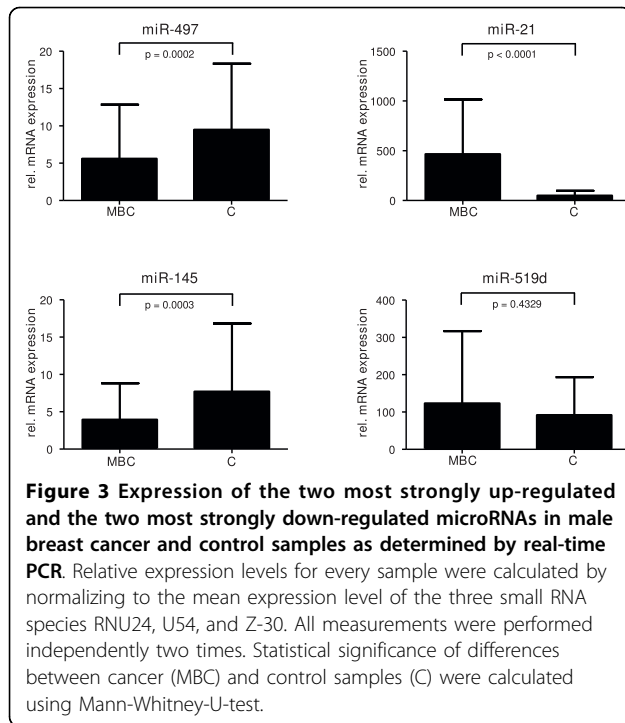 miR-497
p = 0.0002
rel. mRNA expression
20
15
10
5
0
MBC
C
miR-21
p < 0.0001
rel. mRNA expression
1500
1000
500
0
MBC
C
miR-145
p = 0.0003
rel. mRNA expression
20
15
10
5
0
MBC
C
miR-519d
p = 0.4329
rel. mRNA expression
400
300
200
100
0
MBC
C
Figure 3 Expression of the two most strongly up-regulated
and the two most strongly down-regulated microRNAs in male
breast cancer and control samples as determined by real-time
PCR. Relative expression levels for every sample were calculated by
normalizing to the mean expression level of the three small RNA
species RNU24, U54, and Z-30. All measurements were performed
independently two times. Statistical significance of differences
between cancer (MBC) and control samples (C) were calculated
using Mann-Whitney-U-test.